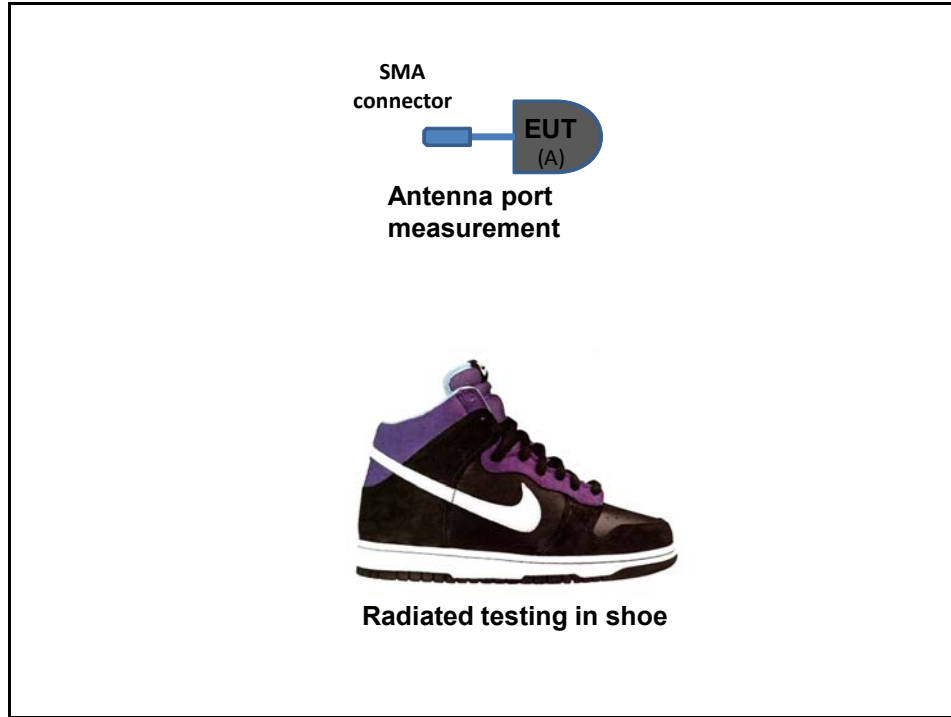 SMA
connector
EUT
(A)
Antenna port
measurement
Radiated testing in shoe